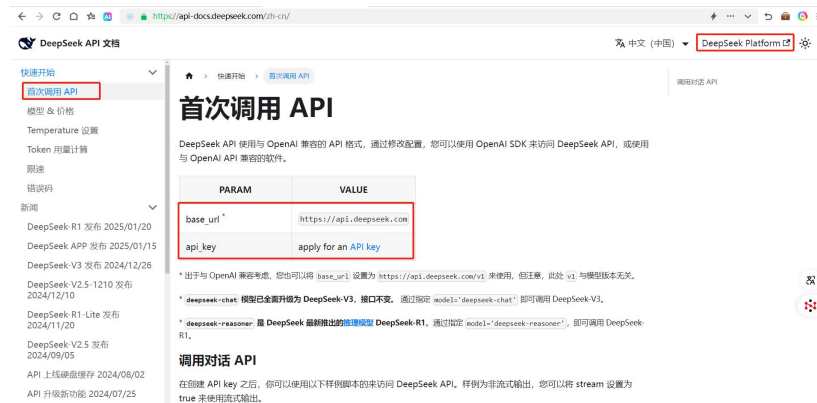 https://api-docs.deepseek.com/zh-cn/
DeepSeek API 文档
中文（中国）
DeepSeek Platform
快速开始
首次调用 API
模型 & 价格
Temperature 设置
Token 用量计算
限速
错误码
新闻
DeepSeek-R1 发布 2025/01/20
DeepSeek APP 发布 2025/01/15
DeepSeek-V3 发布 2024/12/26
DeepSeek-V2.5-1210 发布
2024/12/10
DeepSeek-R1-Lite 发布
2024/11/20
DeepSeek-V2.5 发布
2024/09/05
API 上线硬盘缓存 2024/08/02
API 升级新功能 2024/07/25
快速开始 > 首次调用 API
首次调用 API
DeepSeek API 使用与 OpenAI 兼容的 API 格式，通过修改配置，您可以使用 OpenAI SDK 来访问 DeepSeek API，或使用
与 OpenAI API 兼容的软件。
PARAM VALUE
base_url * https://api.deepseek.com
api_key apply for an API key
* 出于与 OpenAI 兼容考虑，您也可以将 base_url 设置为 https://api.deepseek.com/v1 来使用，但注意，此处 v1 与模型版本无关。
* deepseek-chat 模型已全面升级为 DeepSeek-V3，接口不变。 通过指定 model='deepseek-chat' 即可调用 DeepSeek-V3。
* deepseek-reasoner 是 DeepSeek 最新推出的推理模型 DeepSeek-R1。通过指定 model='deepseek-reasoner'，即可调用 DeepSeek-
R1。
调用对话 API
在创建 API key 之后，你可以使用以下样例脚本的来访问 DeepSeek API。样例为非流式输出，您可以将 stream 设置为
true 来使用流式输出。
调用对话 API